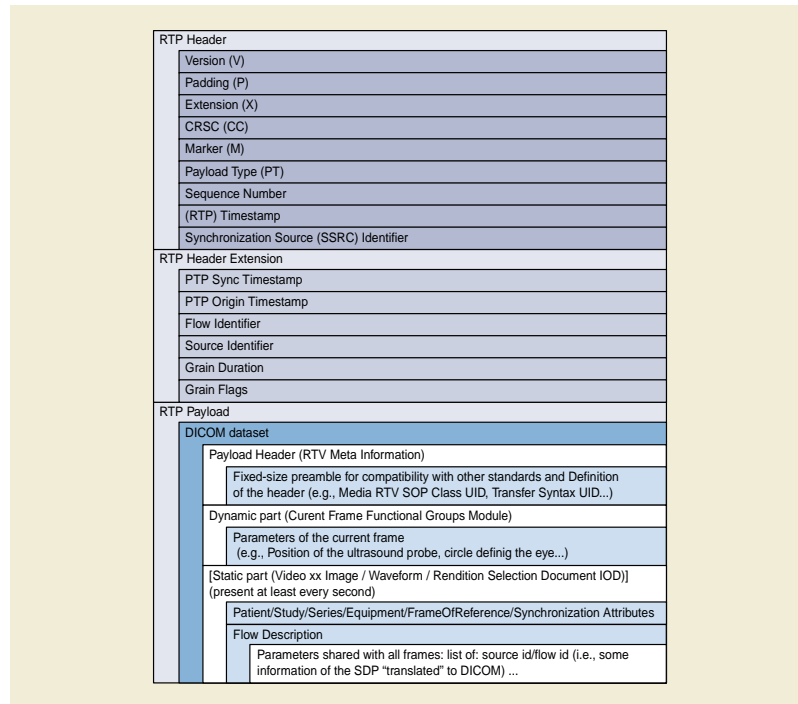 RTP Header
Version (V)
Padding (P)
Extension (X)
CRSC (CC)
Marker (M)
Payload Type (PT)
Sequence Number
(RTP) Timestamp
Synchronization Source (SSRC) Identifier
RTP Header Extension
PTP Sync Timestamp
PTP Origin Timestamp
Flow Identifier
Source Identifier
Grain Duration
Grain Flags
RTP Payload
DICOM dataset
Payload Header (RTV Meta Information)
Fixed-size preamble for compatibility with other standards and Definition
of the header (e.g., Media RTV SOP Class UID, Transfer Syntax UID...)
Dynamic part (Curent Frame Functional Groups Module)
Parameters of the current frame
(e.g., Position of the ultrasound probe, circle definig the eye...)
[Static part (Video xx Image / Waveform / Rendition Selection Document IOD)]
(present at least every second)
Patient/Study/Series/Equipment/FrameOfReference/Synchronization Attributes
Flow Description
Parameters shared with all frames: list of: source id/flow id (i.e., some
information of the SDP “translated” to DICOM) ...